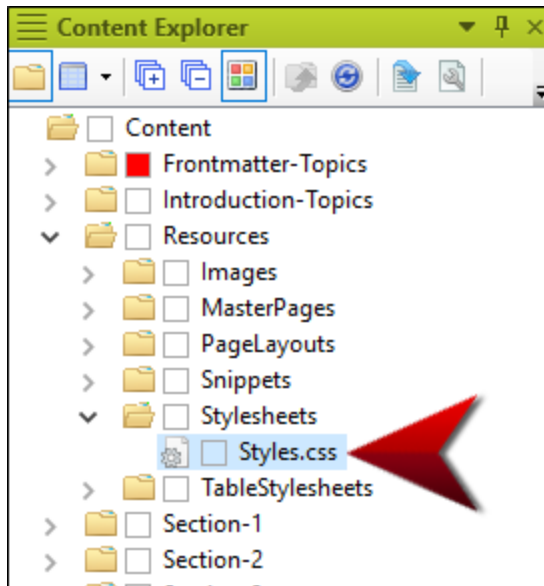 Content Explorer
Content
Frontmatter-Topics
Introduction-Topics
Resources
Images
MasterPages
PageLayouts
Snippets
Stylesheets
Styles.css
TableStylesheets
Section-1
Section-2